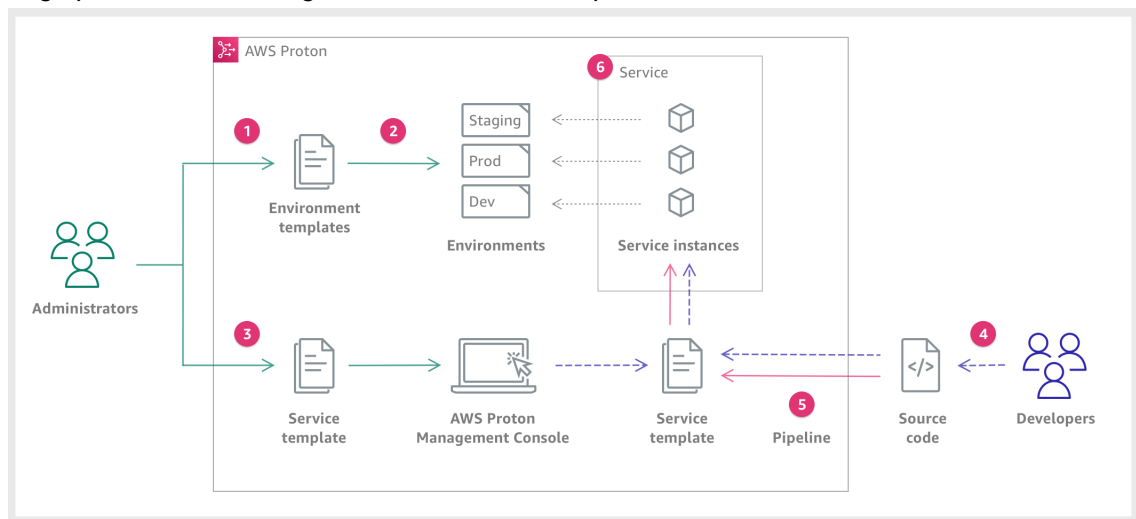 AWS Proton
6
Service
1
2
Staging
Prod
Dev
Environment
templates
Environments
Service instances
Administrators
3
4
5
Service
template
AWS Proton
Management Console
Service
template
Pipeline
Source
code
Developers